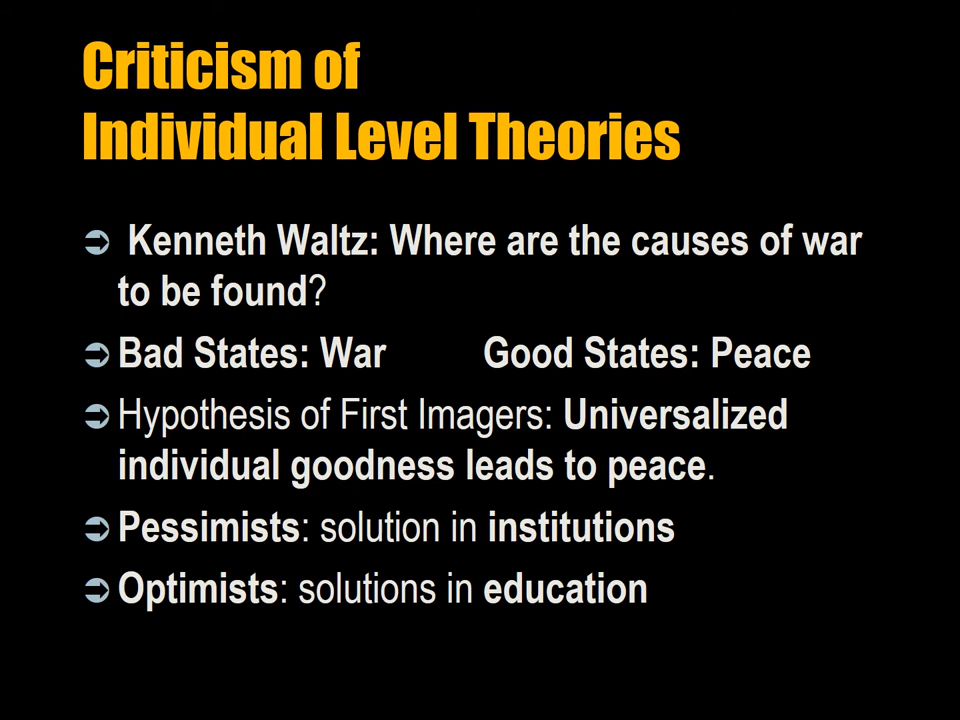 Criticism of
Individual Level Theories
➲ Kenneth Waltz: Where are the causes of war
to be found?
➲ Bad States: War Good States: Peace
➲ Hypothesis of First Imagers: Universalized
individual goodness leads to peace.
➲ Pessimists: solution in institutions
➲ Optimists: solutions in education